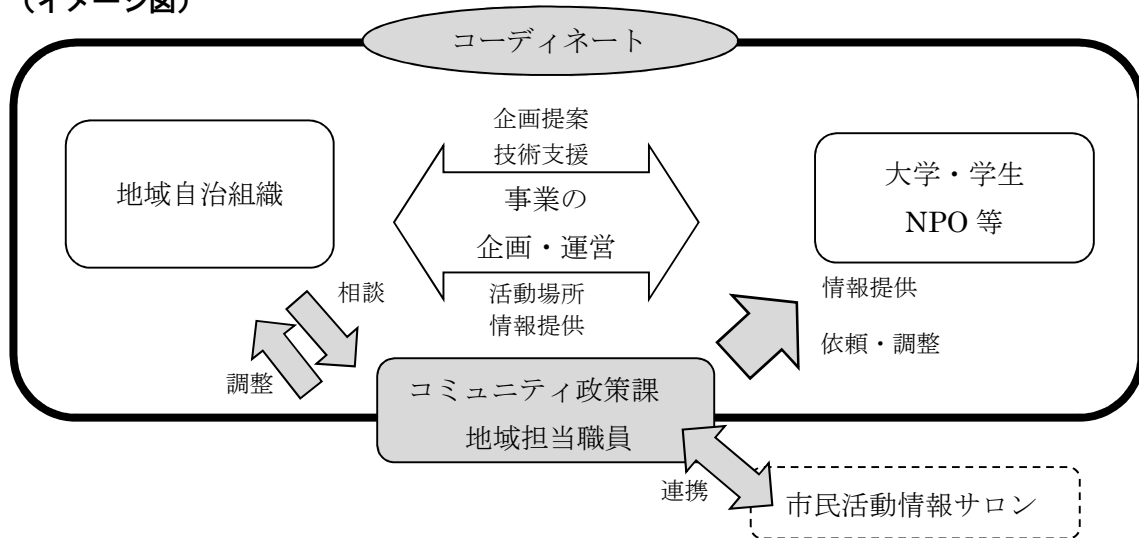 （イメージ図）
コーディネート
企画提案
技術支援
地域自治組織
事業の
企画・運営
大学・学生
NPO 等
活動場所
情報提供
相談
調整
情報提供
依頼・調整
コミュニティ政策課
地域担当職員
連携
市民活動情報サロン